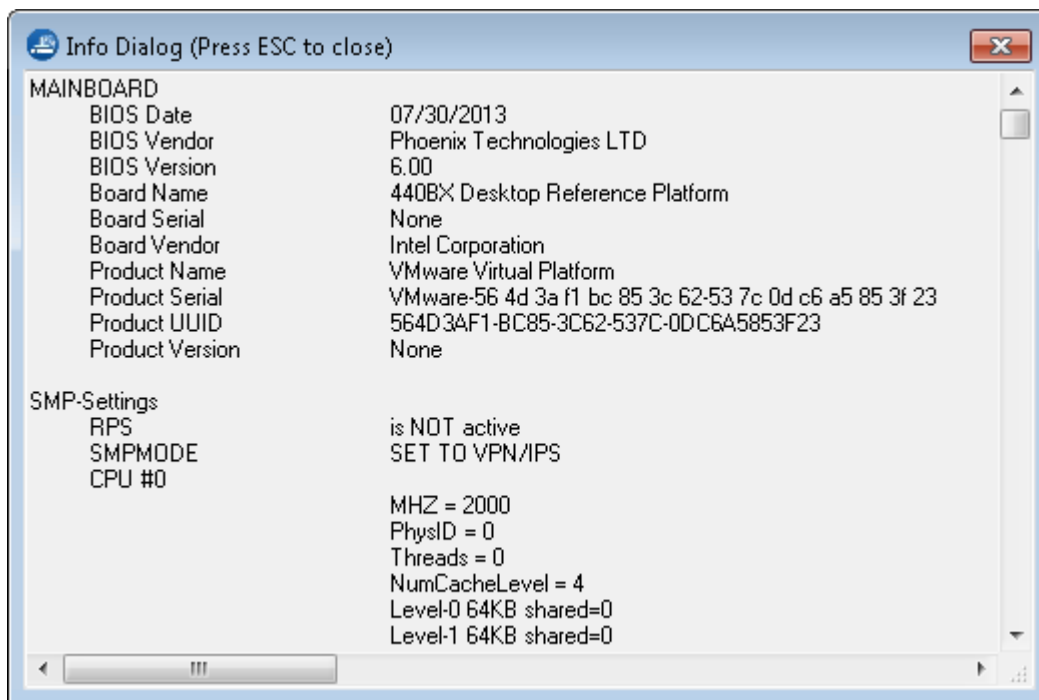 Info Dialog (Press ESC to close)
MAINBOARD
BIOS Date 07/30/2013
BIOS Vendor Phoenix Technologies LTD
BIOS Version 6.00
Board Name 440BX Desktop Reference Platform
Board Serial None
Board Vendor Intel Corporation
Product Name VMware Virtual Platform
Product Serial VMware-56 4d 3a f1 bc 85 3c 62-53 7c 0d c6 a5 85 3f 23
Product UUID 564D3AF1-BC85-3C62-537C-0DC6A5853F23
Product Version None
SMP-Settings
RPS is NOT active
SMPMODE SET TO VPN/IPS
CPU #0
MHZ = 2000
PhysID = 0
Threads = 0
NumCacheLevel = 4
Level-0 64KB shared=0
Level-1 64KB shared=0